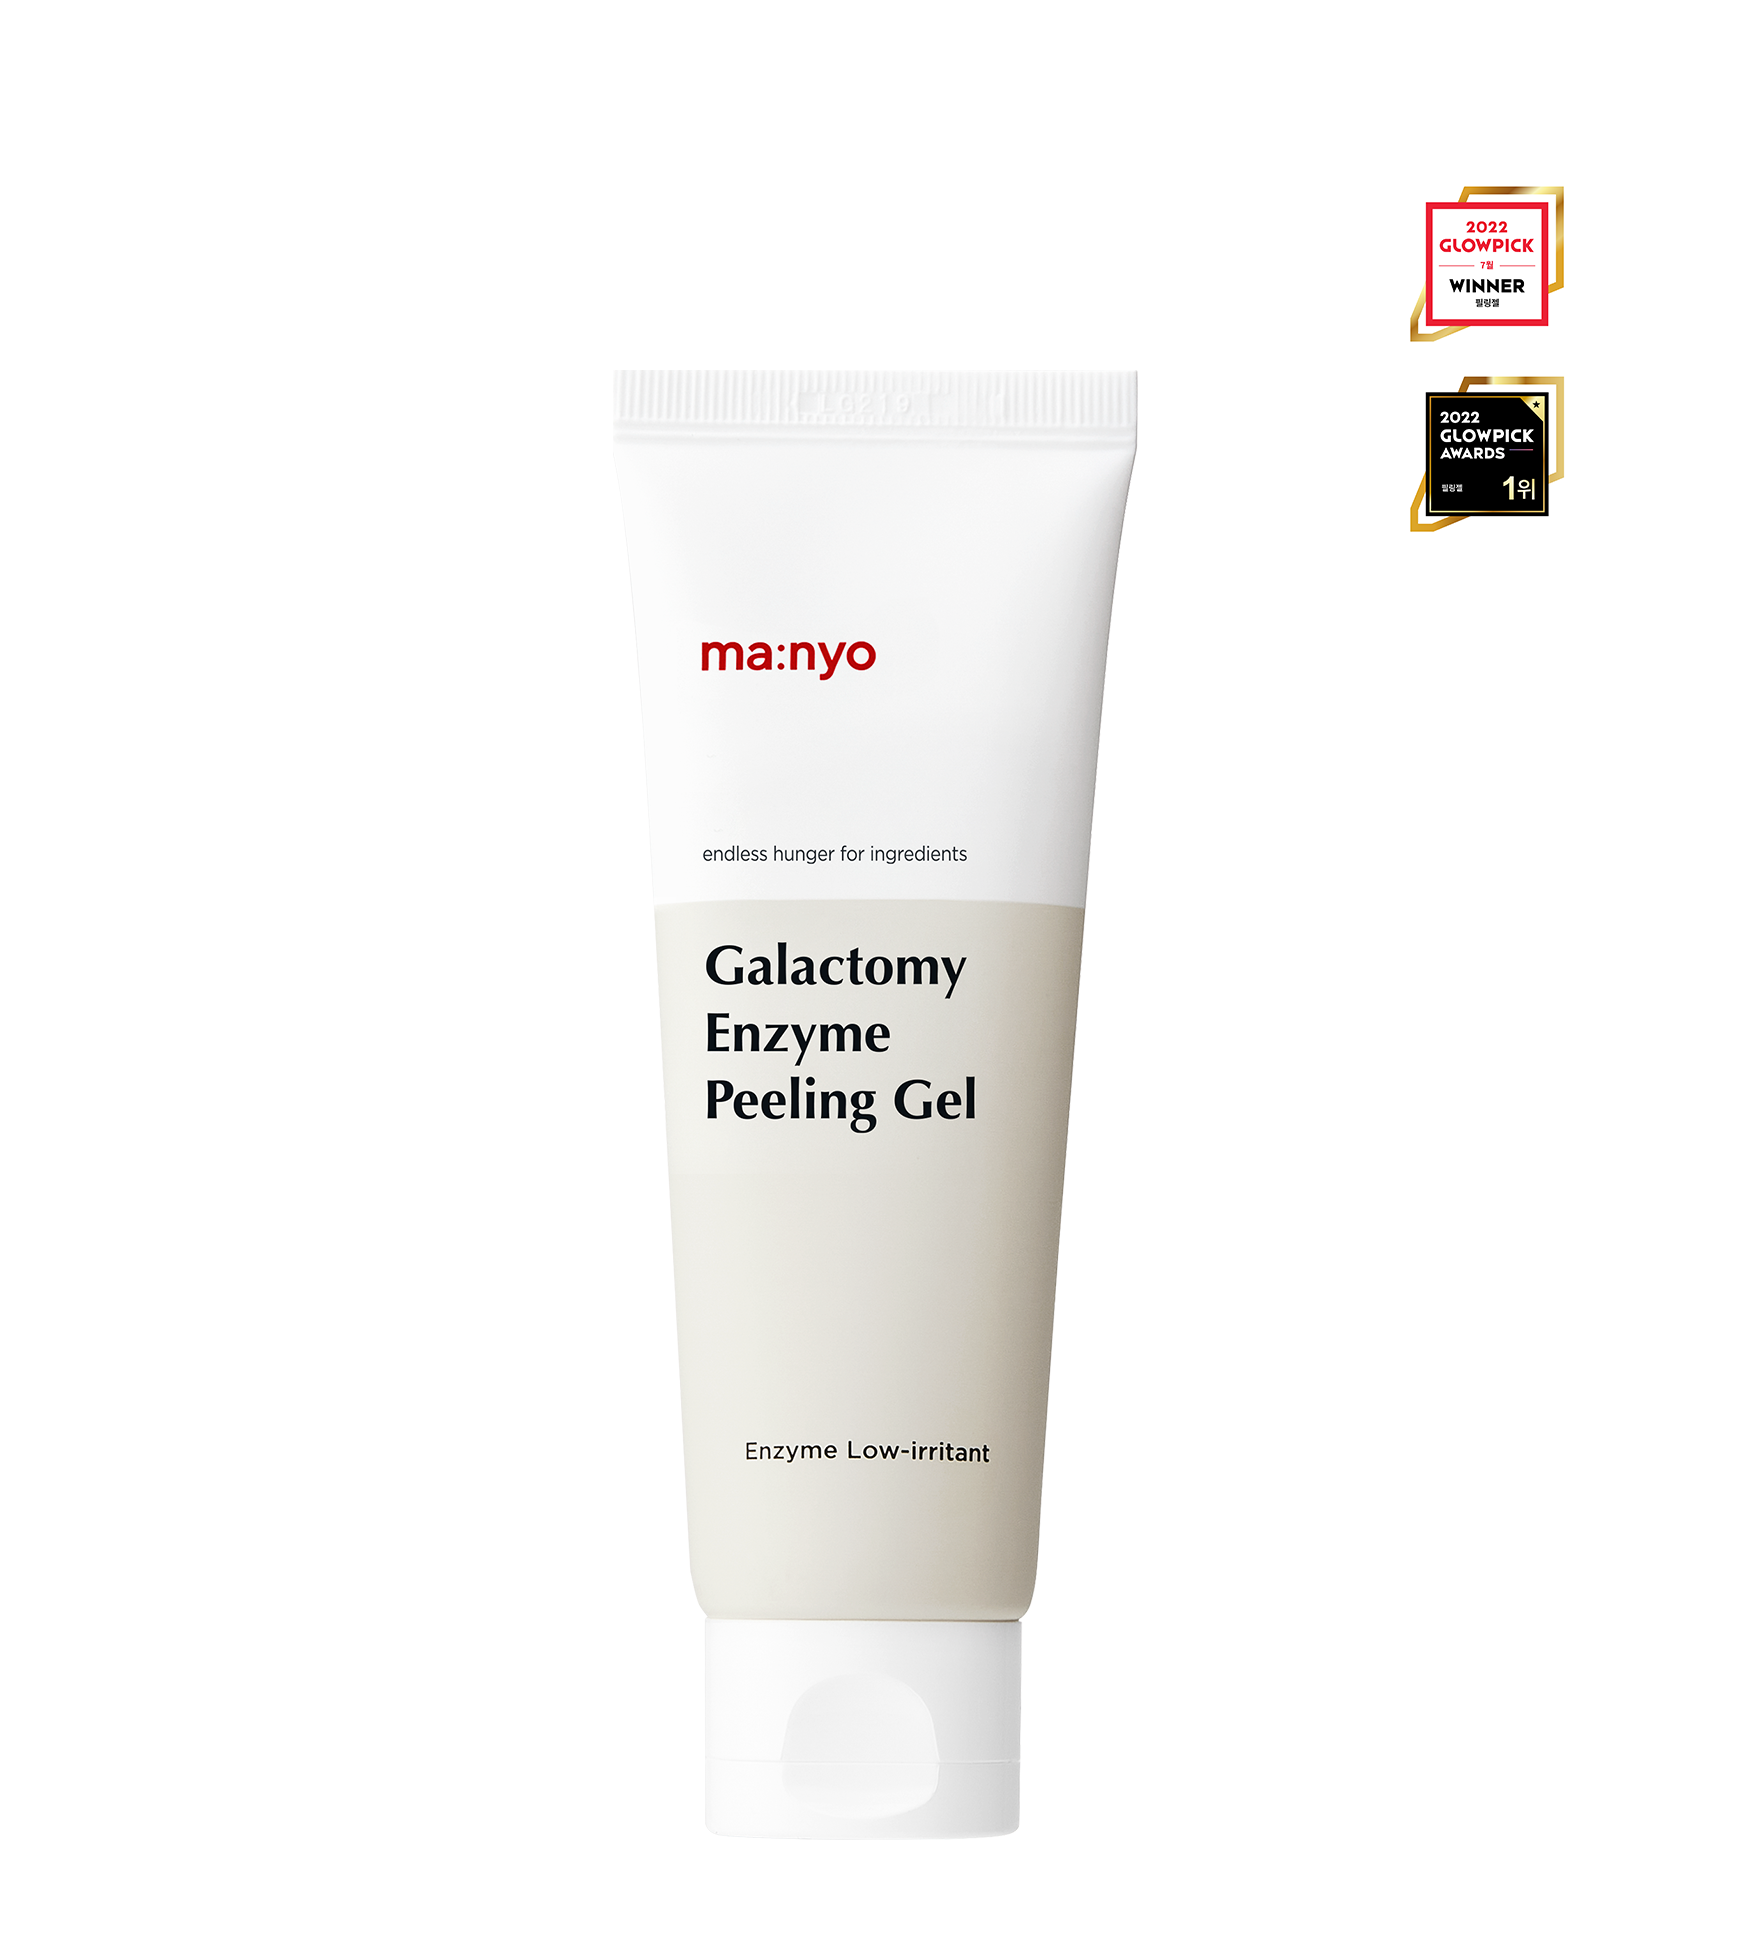 2022
GLOWPICK
7월
WINNER
필링젤
2022
GLOWPICK
AWARDS
필링젤
1위
LG219
ma:nyo
endless hunger for ingredients
Galactomy
Enzyme
Peeling Gel
Enzyme Low-irritant